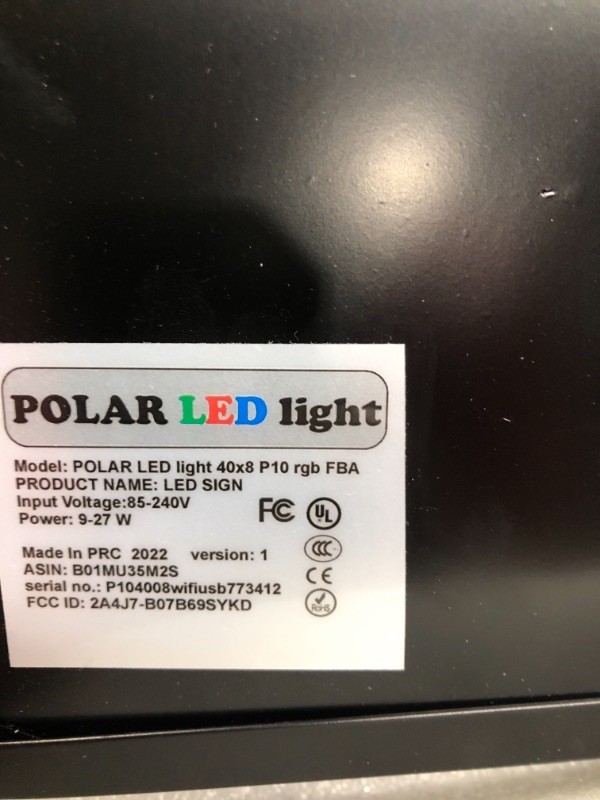 POLAR LED light
Model: POLAR LED light 40x8 P10 rgb FBA
PRODUCT NAME: LED SIGN
Input Voltage:85-240V
Power: 9-27 W
FC
UL
CCC
Made In PRC 2022 version: 1
ASIN: B01MU35M2S
CE
serial no.: P104008wifiusb773412
FCC ID: 2A4J7-B07B69SYKD
RoHS